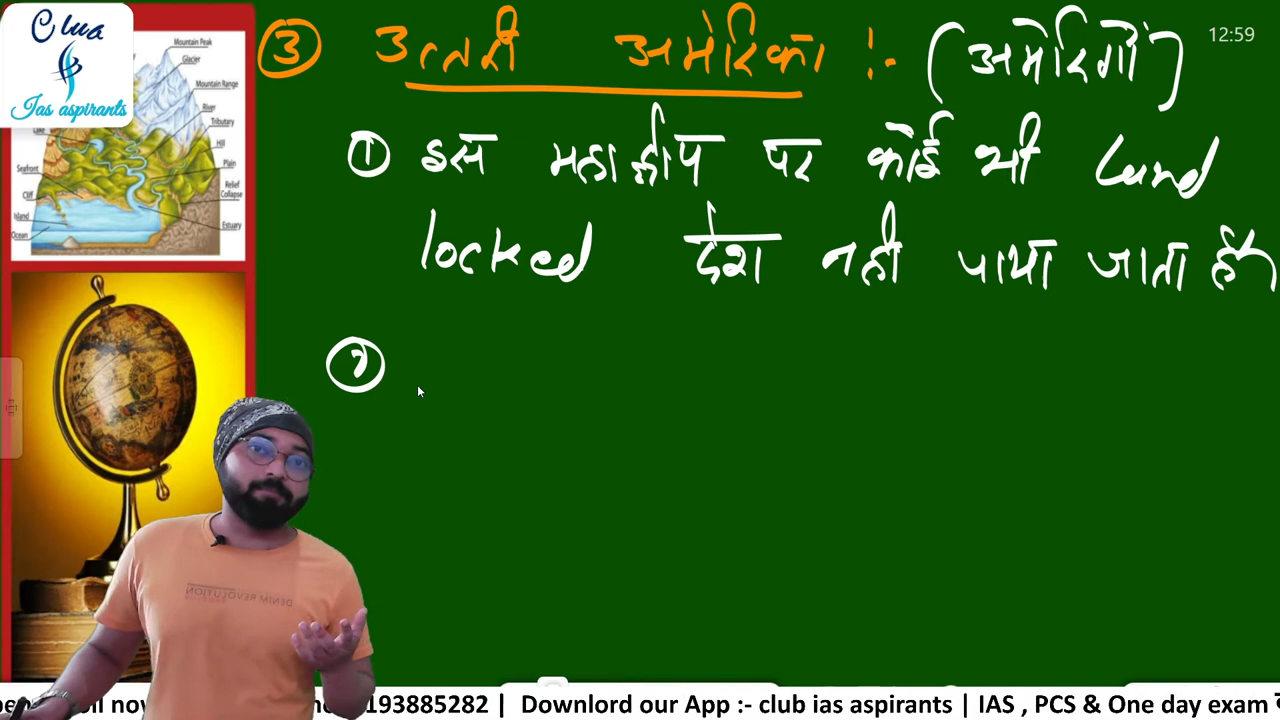 Clua
Ias aspirants
Mountain Peak
Glacier
Mountain Range
River
Tributary
Hill
Plain
Relief
Collapse
Estuary
Lake
Seafront
Cliff
Island
Ocean
③ उत्तरी अमेरिका :- (अमेरिगो)
12:59
① इस महाद्वीप पर कोई भी Land
locked देश नही पाया जाता है
②
DENIM REVOLUTION
193885282 | Downlord our App :- club ias aspirants | IAS , PCS & One day exam